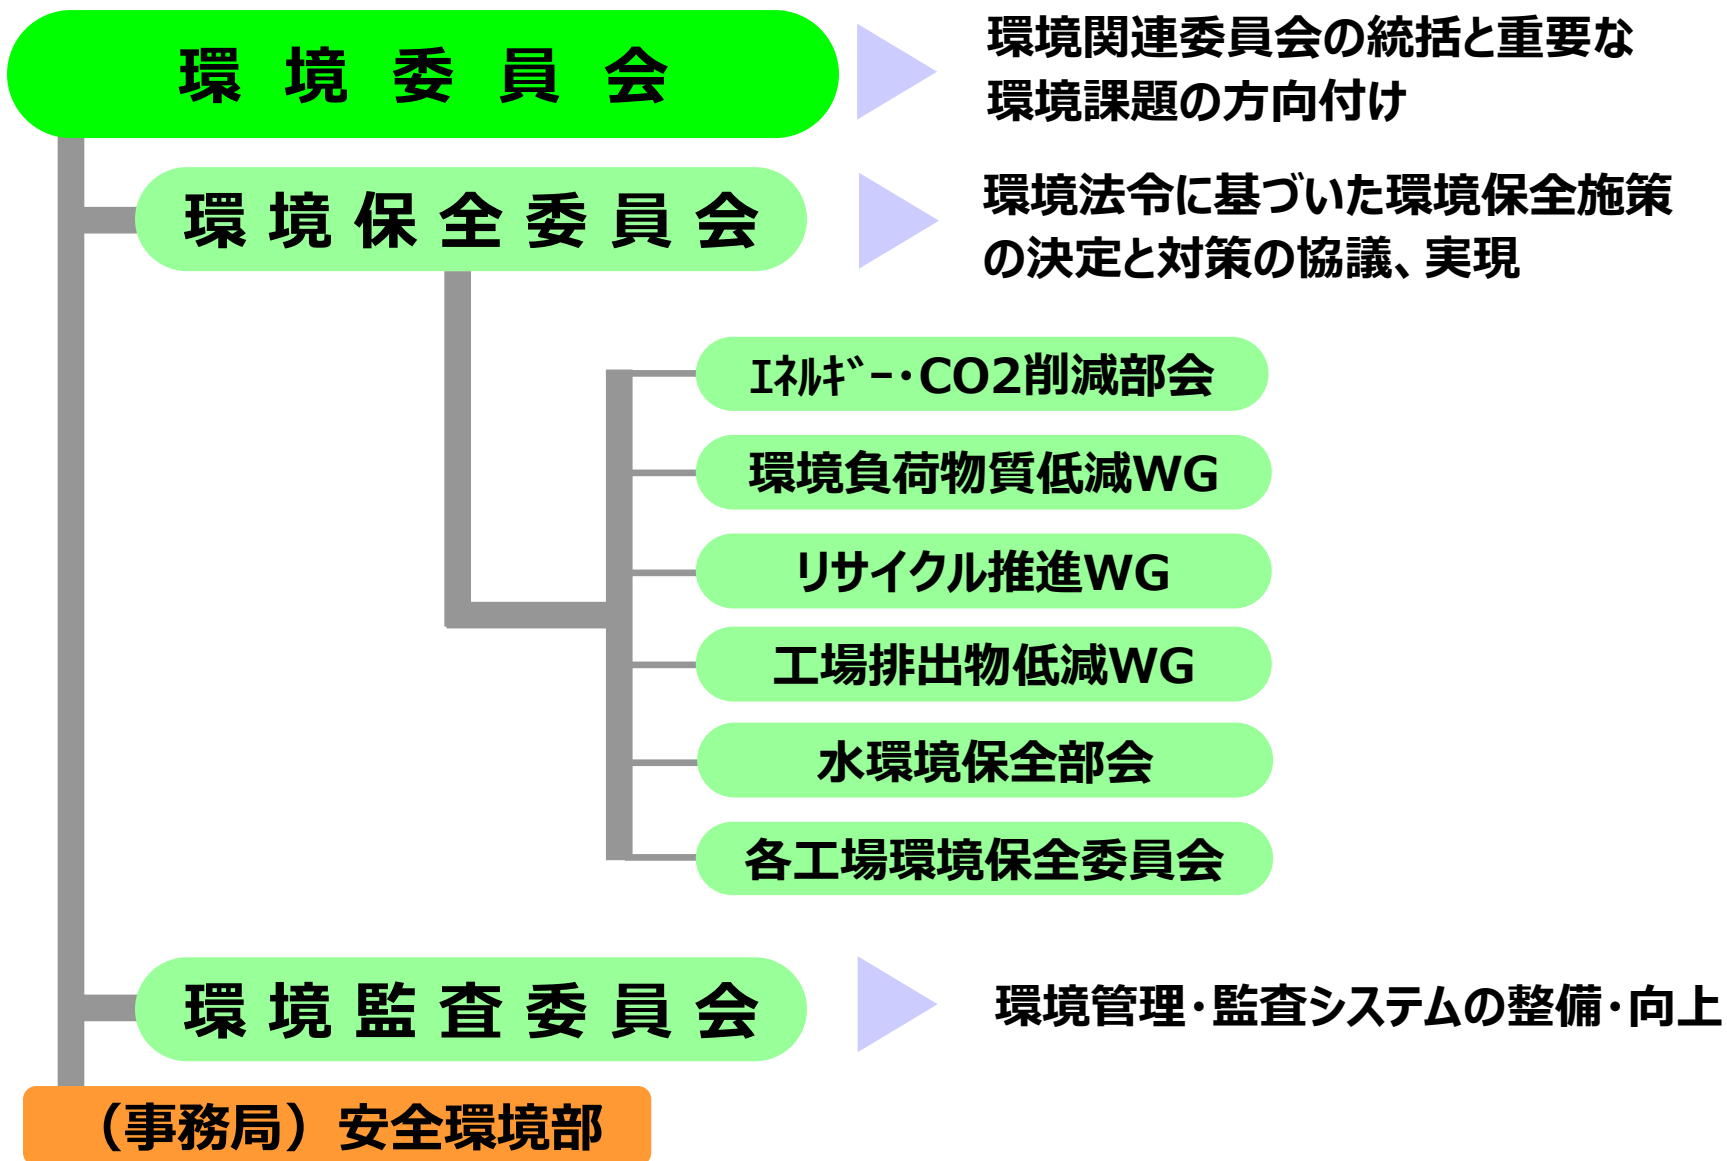 環境委員会
環境関連委員会の統括と重要な
環境課題の方向付け
環境保全委員会
環境法令に基づいた環境保全施策
の決定と対策の協議、実現
ｴﾈﾙｷﾞｰ・CO2削減部会
環境負荷物質低減WG
リサイクル推進WG
工場排出物低減WG
水環境保全部会
各工場環境保全委員会
環境監査委員会
環境管理・監査システムの整備・向上
（事務局）安全環境部